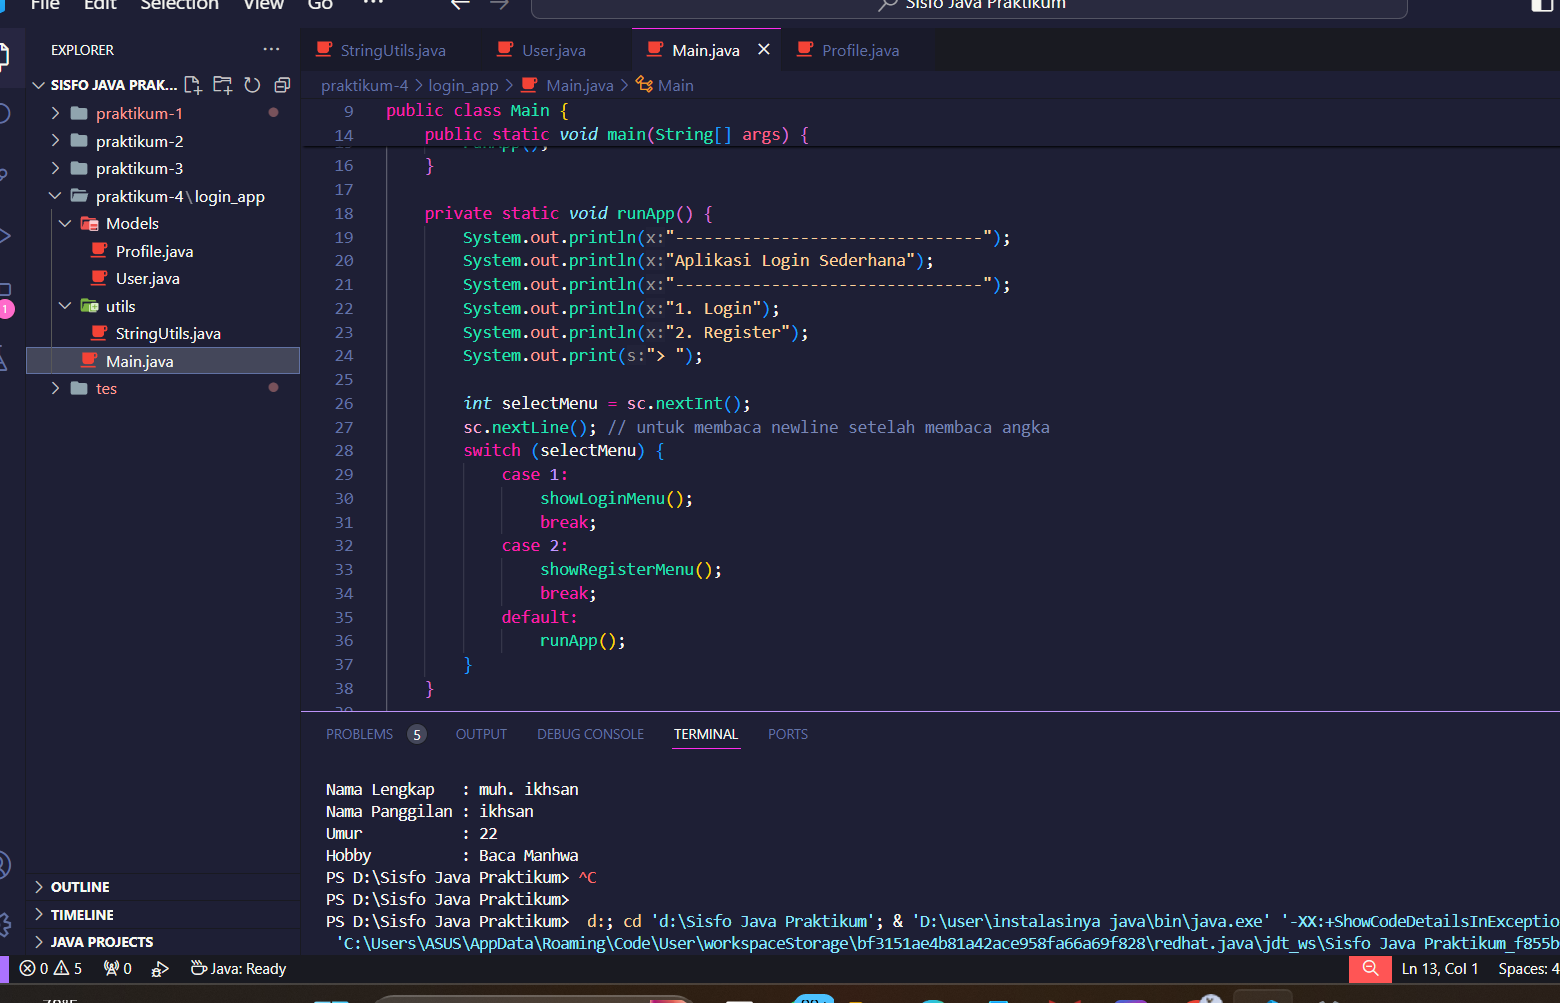 File Edit Selection View Go ··· Sisfo Java Praktikum
EXPLORER
SISFO JAVA PRAK...
praktikum-1
praktikum-2
praktikum-3
praktikum-4\login_app
Models
Profile.java
User.java
utils
StringUtils.java
Main.java
tes
OUTLINE
TIMELINE
JAVA PROJECTS
1
StringUtils.java User.java Main.java Profile.java
praktikum-4 > login_app > Main.java > Main
9 public class Main {
14 public static void main(String[] args) {
16 }
17
18 private static void runApp() {
19 System.out.println(x:"--------------------------------");
20 System.out.println(x:"Aplikasi Login Sederhana");
21 System.out.println(x:"--------------------------------");
22 System.out.println(x:"1. Login");
23 System.out.println(x:"2. Register");
24 System.out.print(s:"> ");
25
26 int selectMenu = sc.nextInt();
27 sc.nextLine(); // untuk membaca newline setelah membaca angka
28 switch (selectMenu) {
29 case 1:
30 showLoginMenu();
31 break;
32 case 2:
33 showRegisterMenu();
34 break;
35 default:
36 runApp();
37 }
38 }
PROBLEMS 5 OUTPUT DEBUG CONSOLE TERMINAL PORTS
Nama Lengkap : muh. ikhsan
Nama Panggilan : ikhsan
Umur : 22
Hobby : Baca Manhwa
PS D:\Sisfo Java Praktikum> ^C
PS D:\Sisfo Java Praktikum>
PS D:\Sisfo Java Praktikum> d:; cd 'd:\Sisfo Java Praktikum'; & 'D:\user\instalasinya java\bin\java.exe' '-XX:+ShowCodeDetailsInExceptio
'C:\Users\ASUS\AppData\Roaming\Code\User\workspaceStorage\bf3151ae4b81a42ace958fa66a69f828\redhat.java\jdt_ws\Sisfo Java Praktikum_f855b
0 5 0 Java: Ready Ln 13, Col 1 Spaces: 4